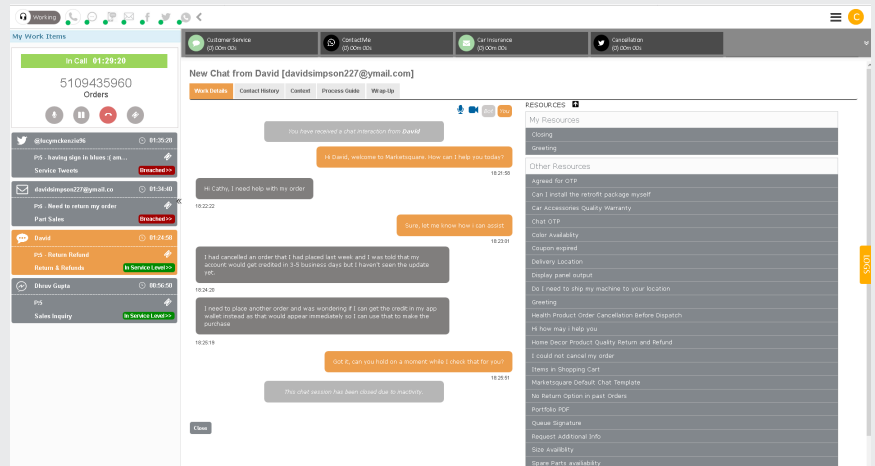 Working
C
My Work Items
In Call 01:29:20
5109435960
Orders
@lucymckenzie96 01:35:28
P:5 - having sign in blues :( am...
Service Tweets Breached>>
davidsimpson227@ymail.co 01:34:40
P:6 - Need to return my order
Part Sales Breached>>
David 01:24:58
P:5 - Return Refund
Return & Refunds In Service Level>>
Dhruv Gupta 00:56:50
P:5
Sales Inquiry In Service Level>>
Customer Service
(0) 00m 00s
ContactMe
(0) 00m 00s
Car Insurance
(0) 00m 00s
Cancellation
(0) 00m 00s
New Chat from David [davidsimpson227@ymail.com]
Work Details Contact History Context Process Guide Wrap-Up
Bot You
You have received a chat interaction from David
Hi David, welcome to Marketsquare. How can I help you today?
18:21:58
Hi Cathy, I need help with my order
18:22:22
Sure, let me know how i can assist
18:23:01
I had cancelled an order that I had placed last week and I was told that my
account would get credited in 3-5 business days but I haven't seen the update
yet.
18:24:20
I need to place another order and was wondering if I can get the credit in my app
wallet instead as that would appear immediately so I can use that to make the
purchase
18:25:19
Got it, can you hold on a moment while I check that for you?
18:25:51
This chat session has been closed due to inactivity.
Close
RESOURCES
My Resources
Closing
Greeting
Other Resources
Agreed for OTP
Can I install the retrofit package myself
Car Accessories Quality Warranty
Chat OTP
Color Availability
Coupon expired
Delivery Location
Display panel output
Do I need to ship my machine to your location
Greeting
Health Product Order Cancellation Before Dispatch
Hi how may i help you
Home Decor Product Quality Return and Refund
I could not cancel my order
Items in Shopping Cart
Marketsquare Default Chat Template
No Return Option in past Orders
Portfolio PDF
Queue Signature
Request Additional Info
Size Availiblity
Spare Parts availability